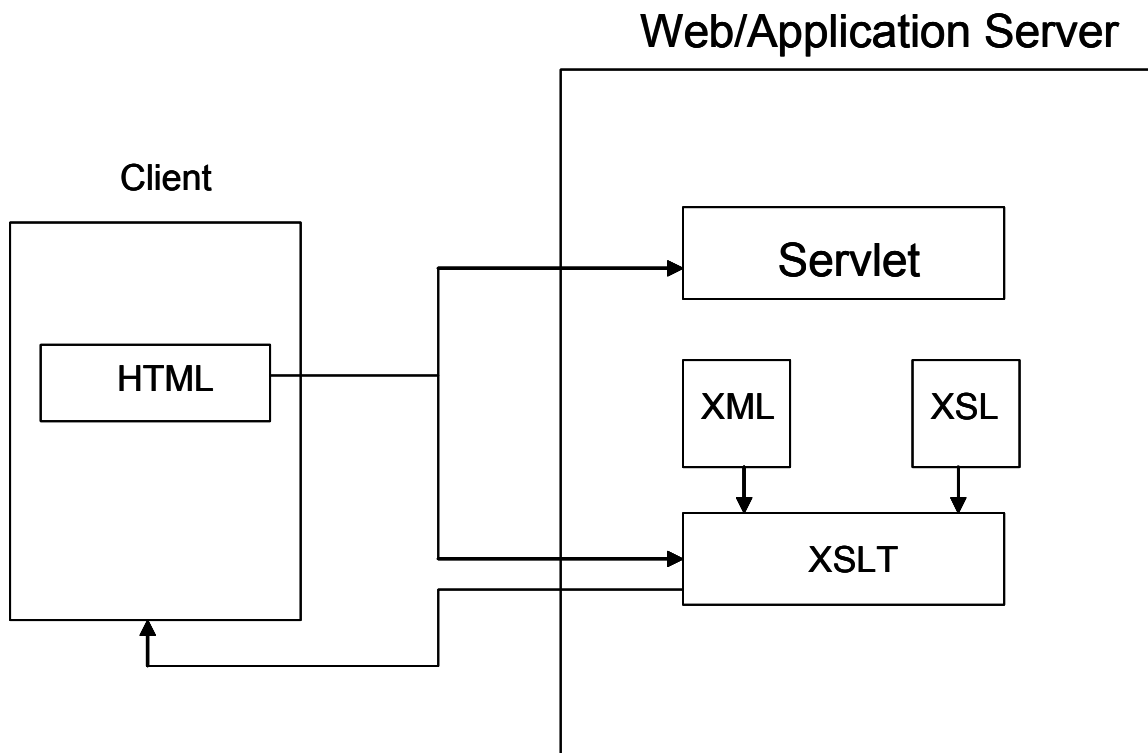 Web/Application Server
Client
Servlet
HTML
XML
XSL
XSLT